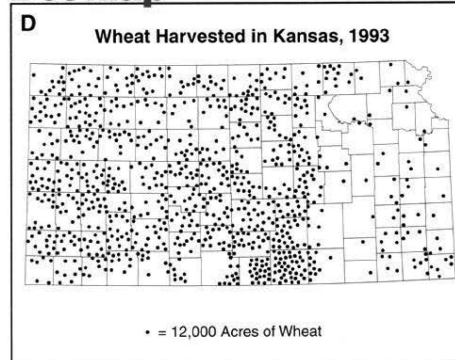 D
Wheat Harvested in Kansas, 1993
• = 12,000 Acres of Wheat